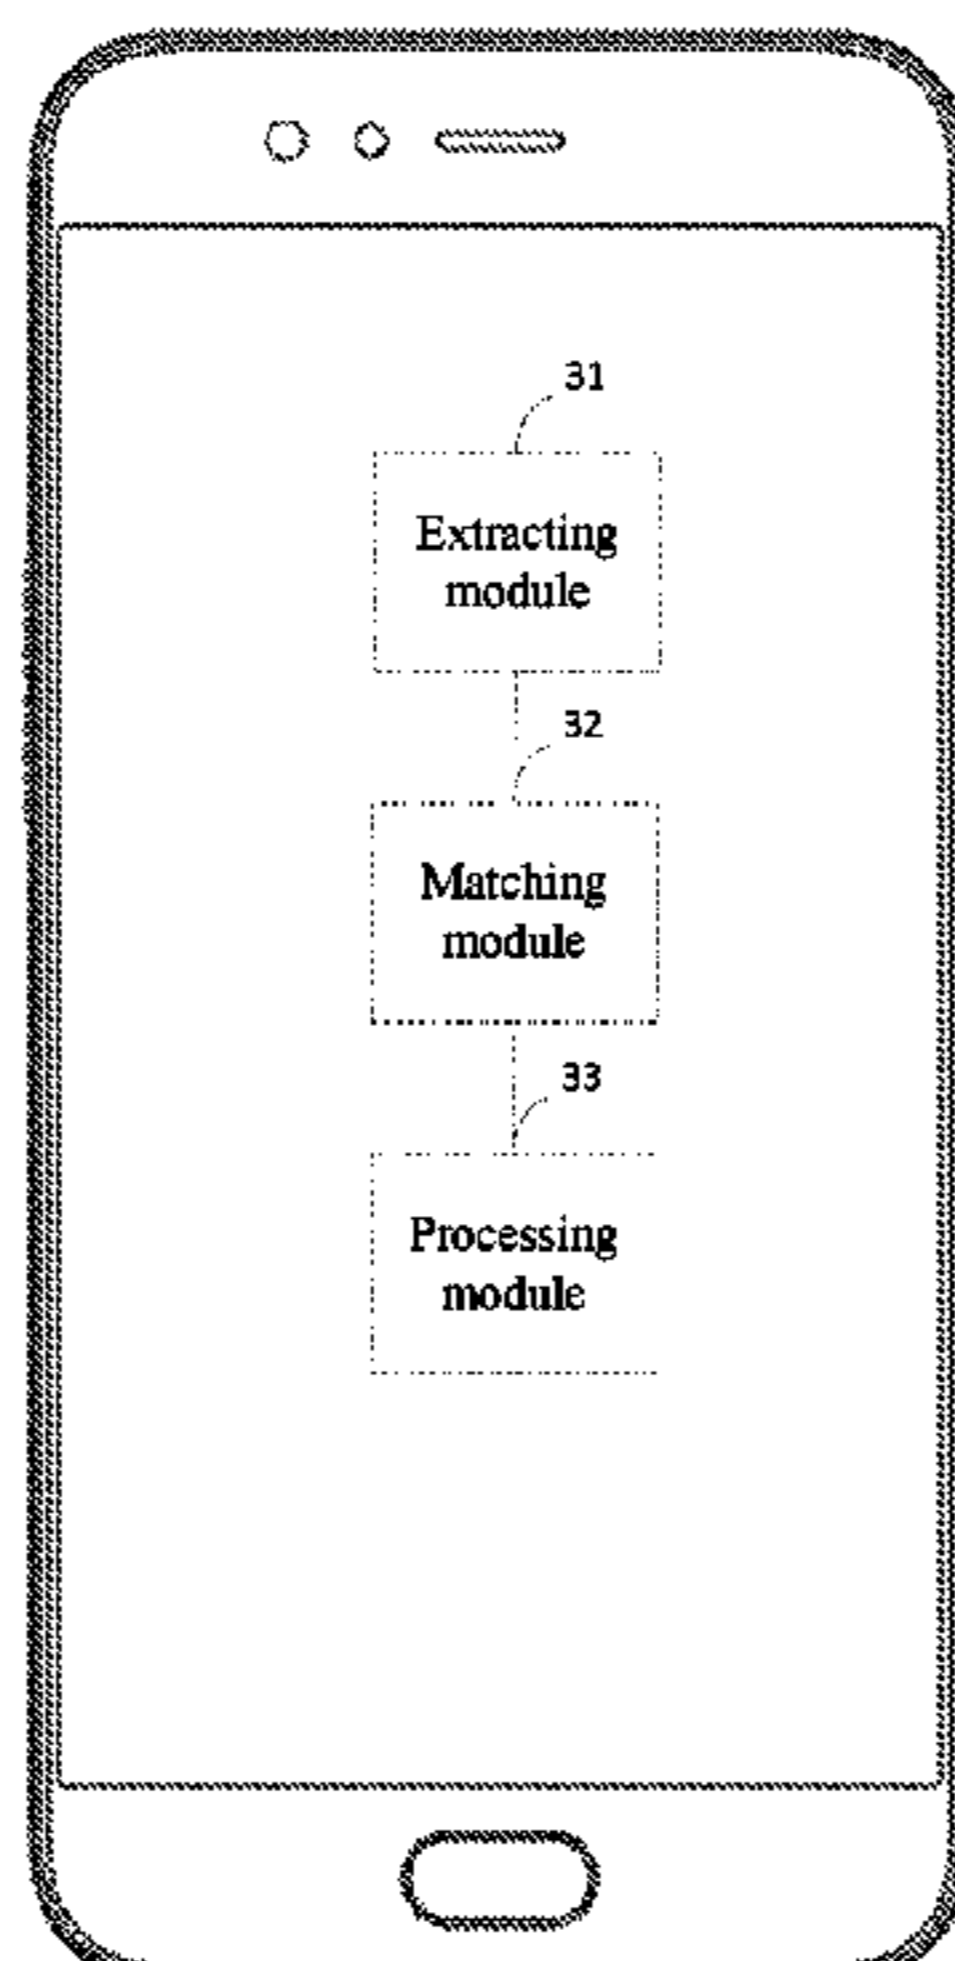 31
Extracting
module
32
Matching
module
33
Processing
module